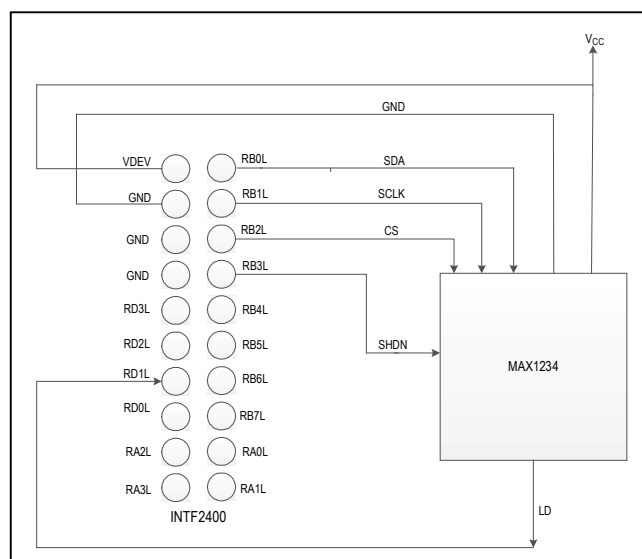 VCC
GND
VDEV RB0L SDA
GND RB1L SCLK
GND RB2L CS
GND RB3L
RD3L RB4L
RD2L RB5L SHDN
RD1L RB6L MAX1234
RD0L RB7L
RA2L RA0L
RA3L RA1L
INTF2400 LD